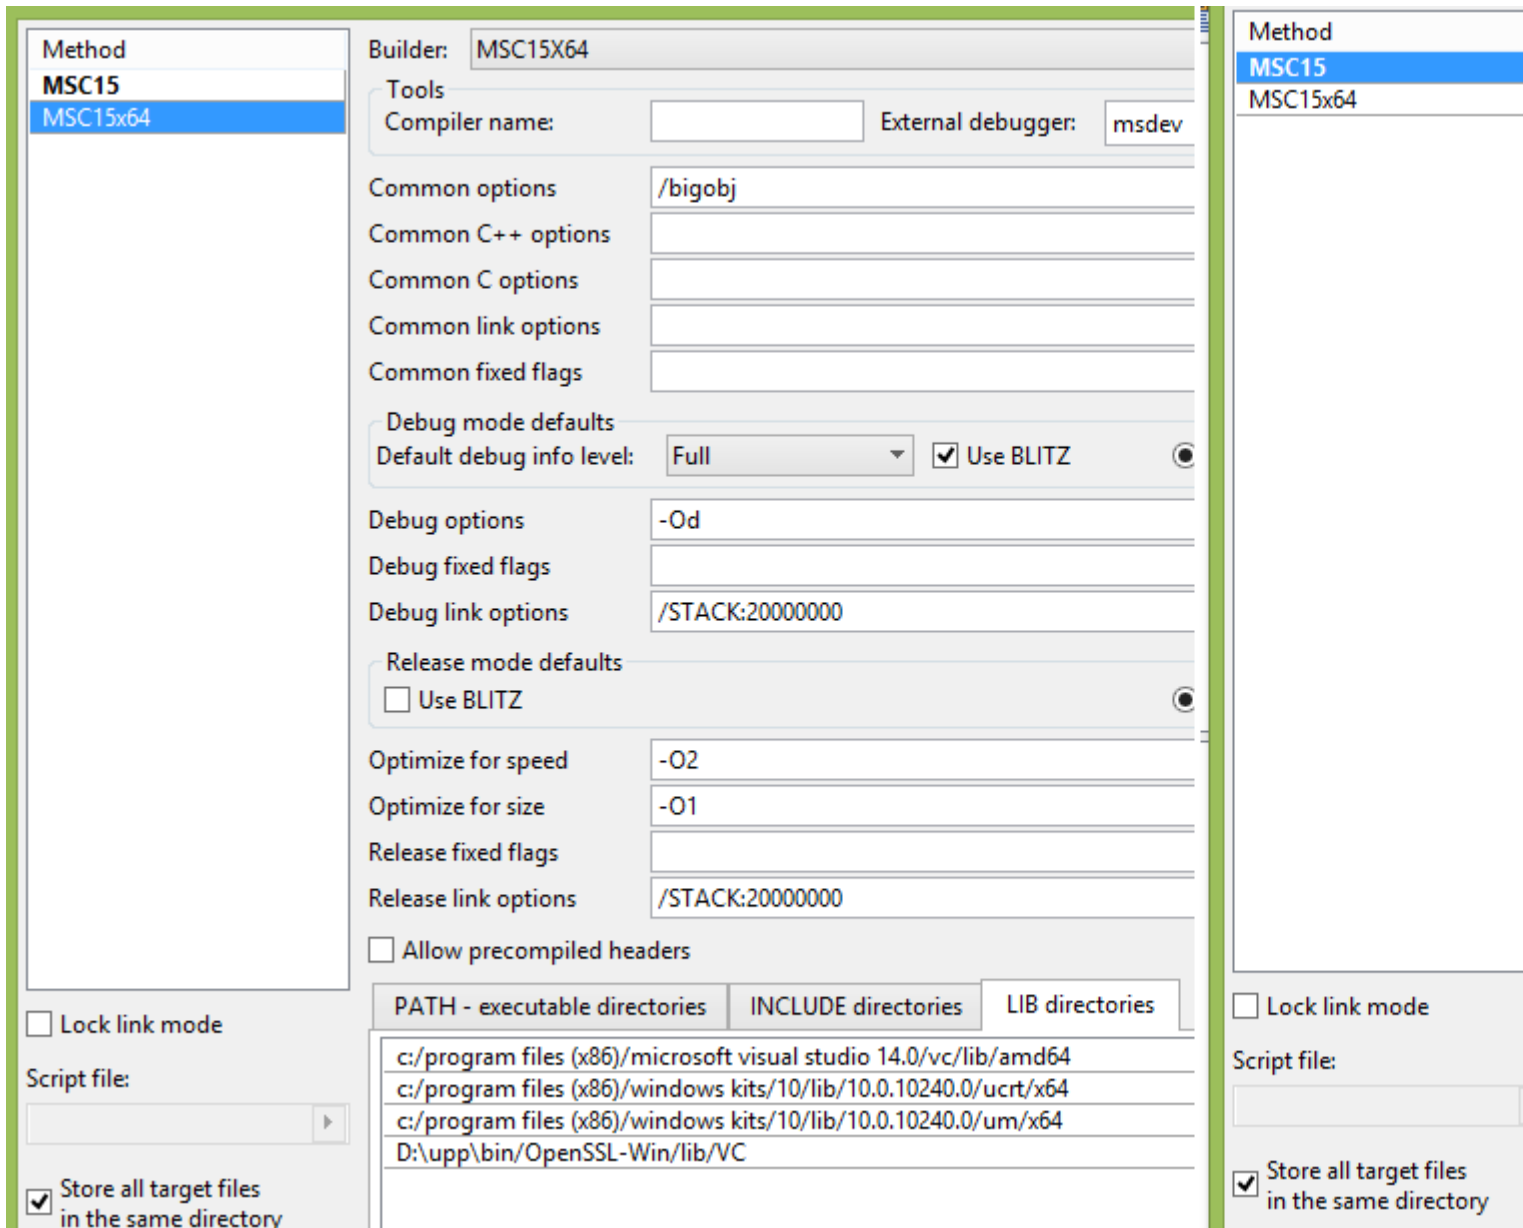 Method
MSC15
MSC15x64
Lock link mode
Script file:
Store all target files
in the same directory
Builder: MSC15X64
Tools
Compiler name: External debugger: msdev
Common options /bigobj
Common C++ options
Common C options
Common link options
Common fixed flags
Debug mode defaults
Default debug info level: Full Use BLITZ
Debug options -Od
Debug fixed flags
Debug link options /STACK:20000000
Release mode defaults
Use BLITZ
Optimize for speed -O2
Optimize for size -O1
Release fixed flags
Release link options /STACK:20000000
Allow precompiled headers
PATH - executable directories INCLUDE directories LIB directories
c:/program files (x86)/microsoft visual studio 14.0/vc/lib/amd64
c:/program files (x86)/windows kits/10/lib/10.0.10240.0/ucrt/x64
c:/program files (x86)/windows kits/10/lib/10.0.10240.0/um/x64
D:\upp\bin/OpenSSL-Win/lib/VC
Method
MSC15
MSC15x64
Lock link mode
Script file:
Store all target files
in the same directory